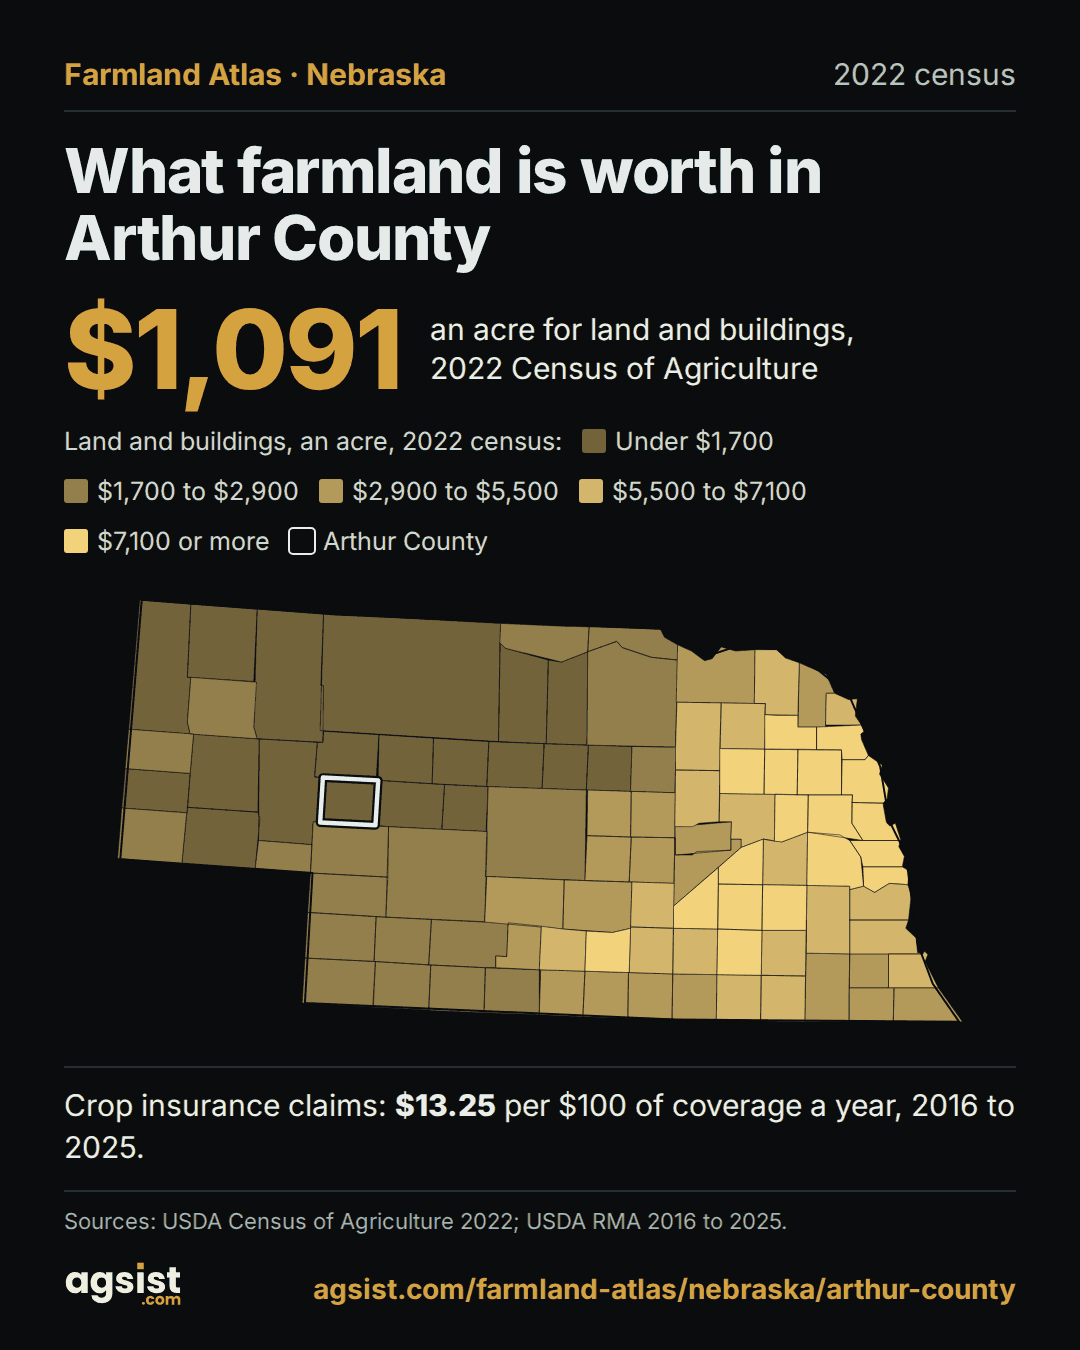 Farmland Atlas · Nebraska
2022 census
What farmland is worth in
Arthur County
$1,091
an acre for land and buildings,
2022 Census of Agriculture
Land and buildings, an acre, 2022 census: Under $1,700
$1,700 to $2,900 $2,900 to $5,500 $5,500 to $7,100
$7,100 or more Arthur County
Crop insurance claims: $13.25 per $100 of coverage a year, 2016 to
2025.
Sources: USDA Census of Agriculture 2022; USDA RMA 2016 to 2025.
agsist
.com
agsist.com/farmland-atlas/nebraska/arthur-county